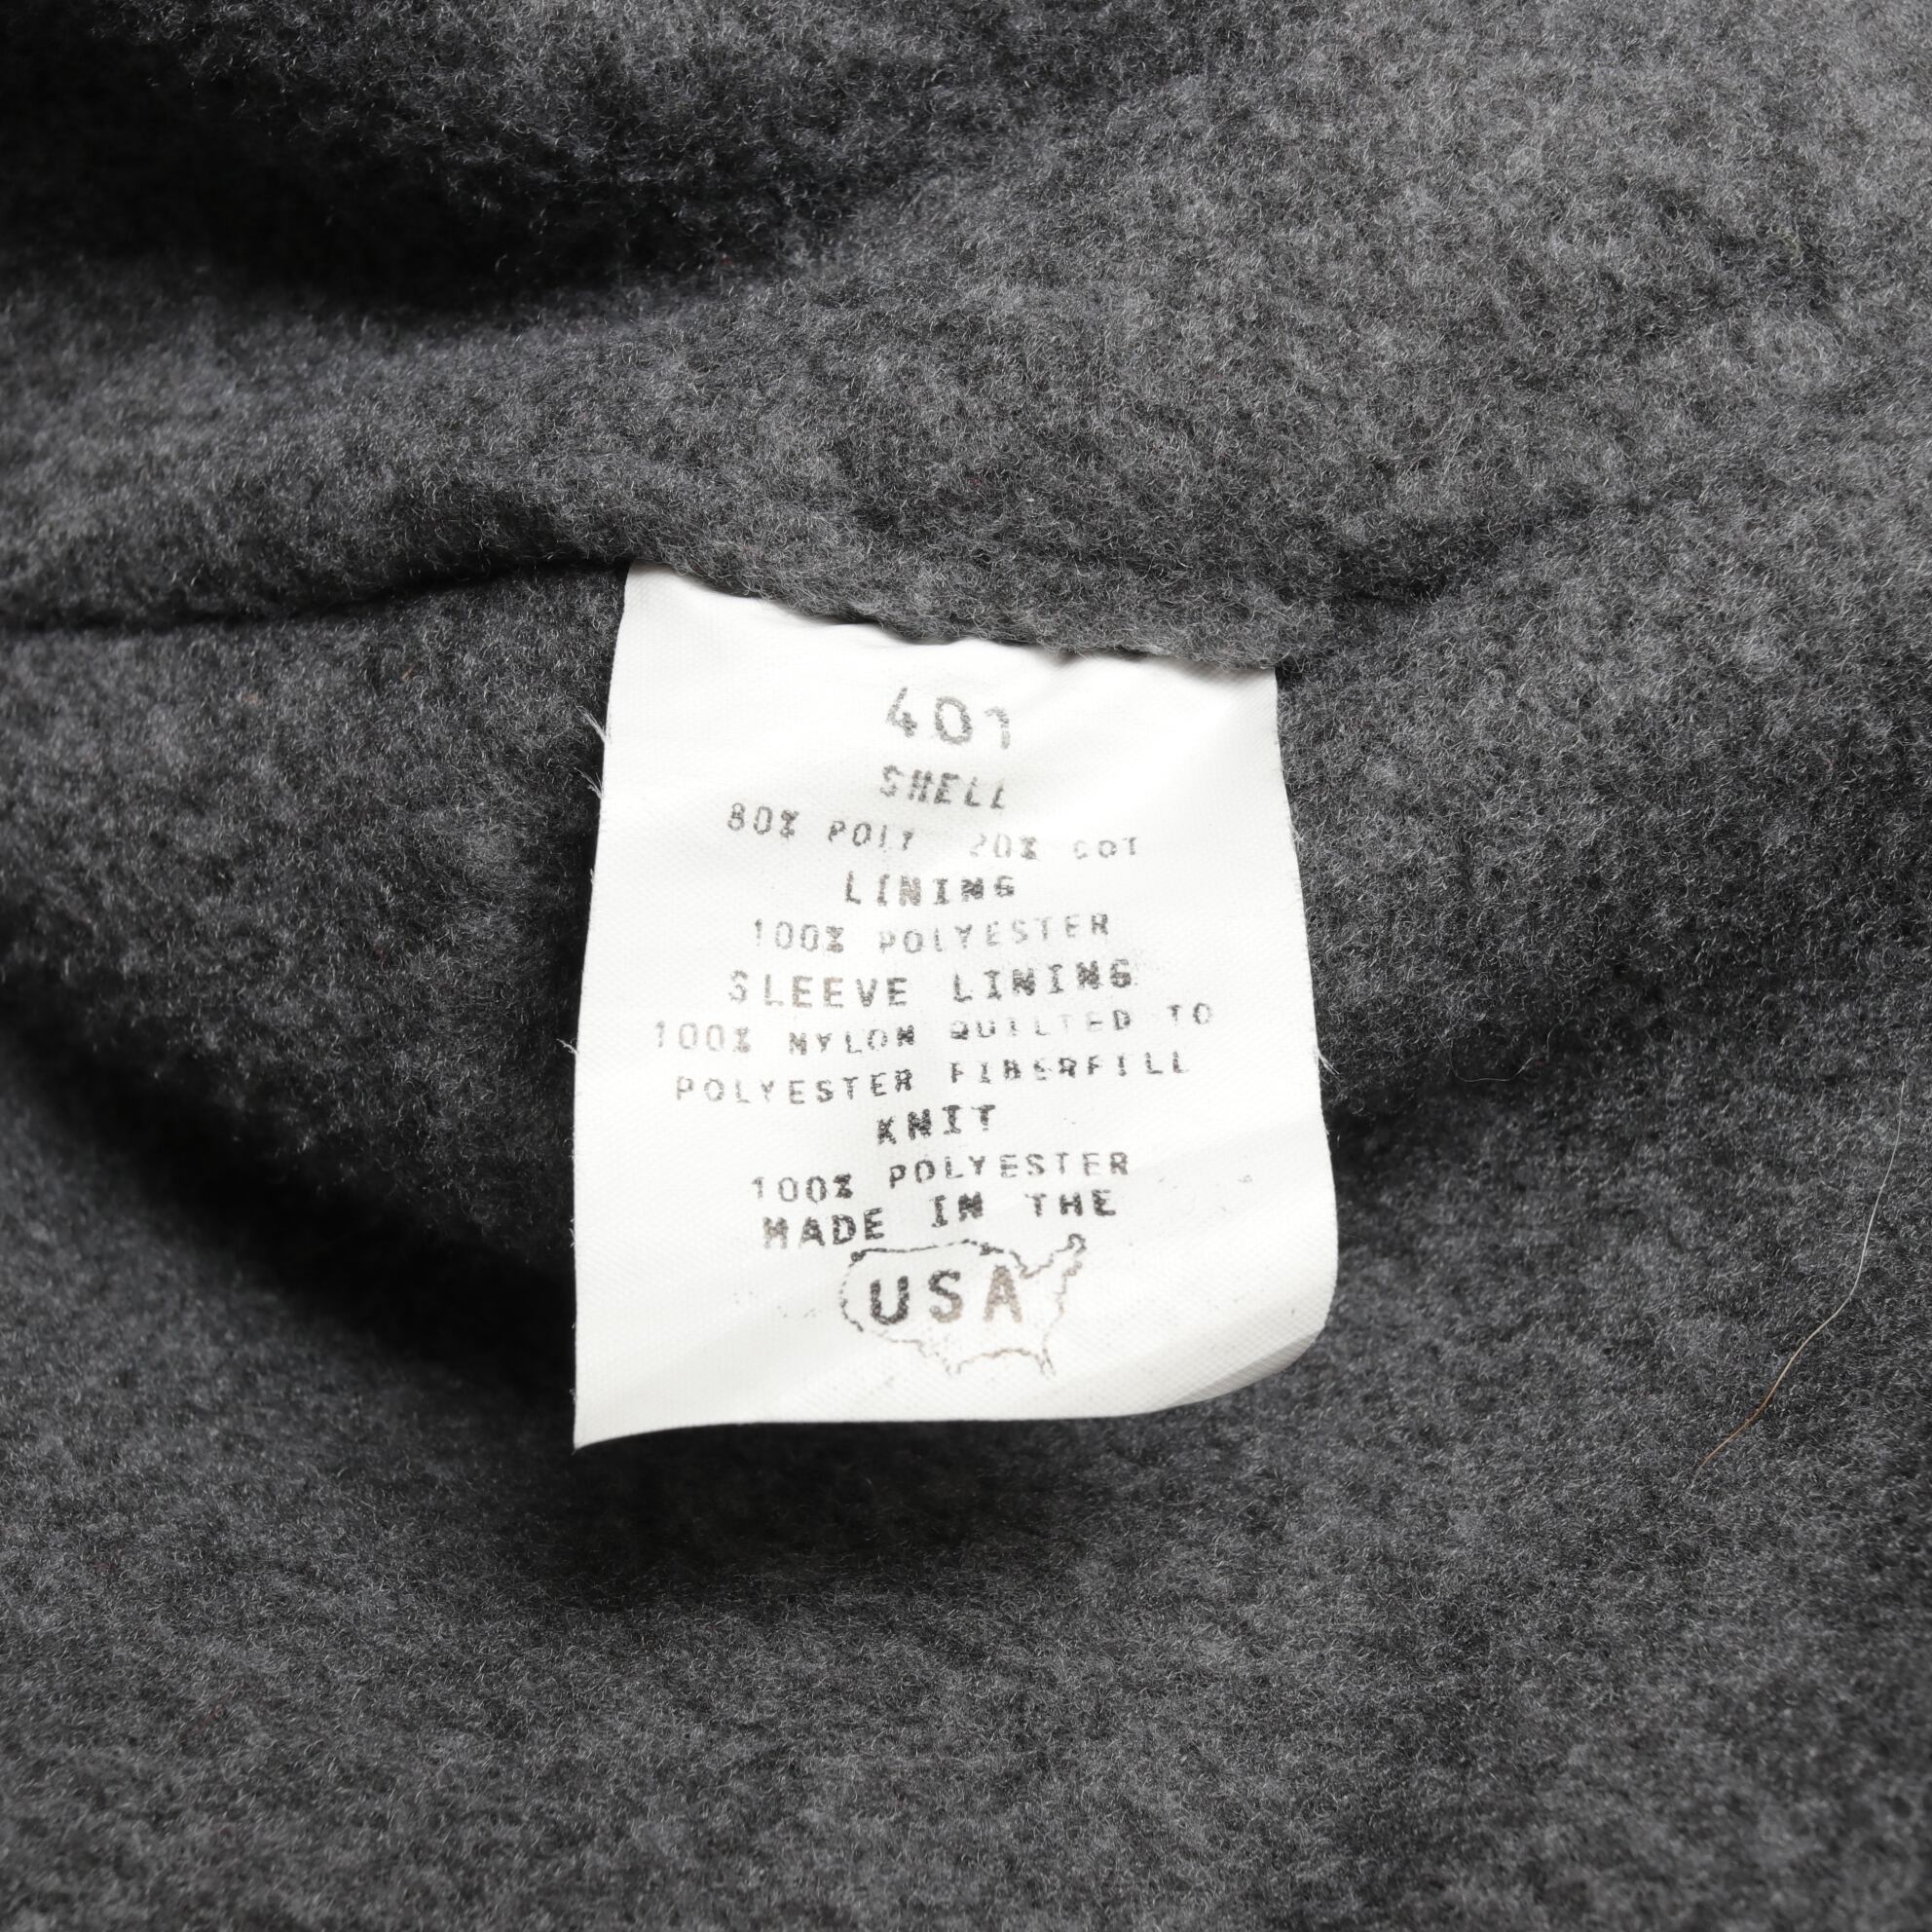 401
SHELL
80% POLY 20% COT
LINING
100% POLYESTER
SLEEVE LINING
100% NYLON QUILTED TO
POLYESTER FIBERFILL
KNIT
100% POLYESTER
MADE IN THE
USA